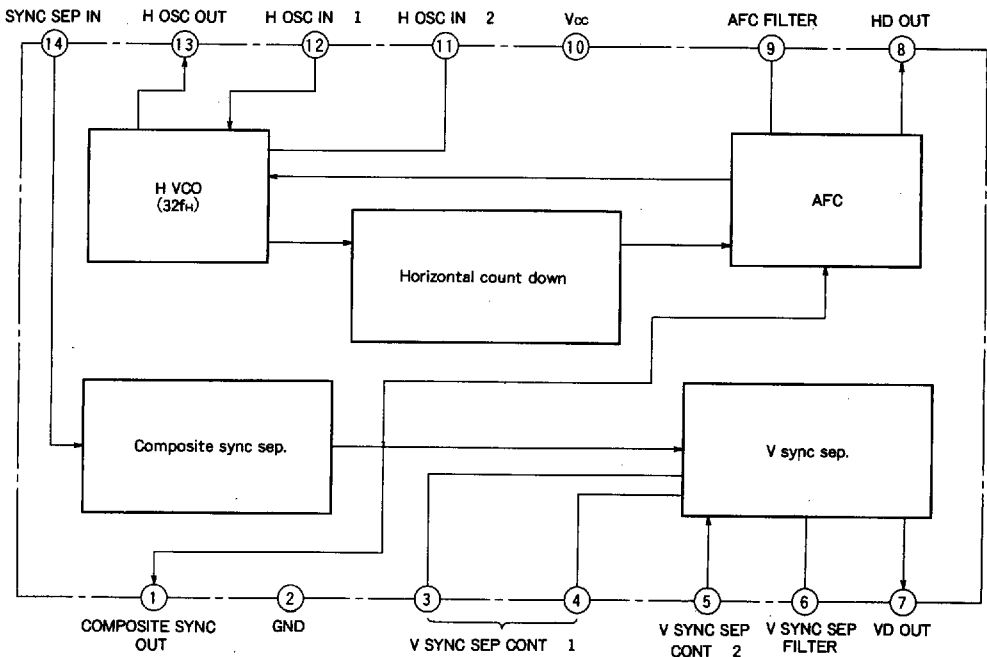 SYNC SEP IN
H OSC OUT
H OSC IN 1
H OSC IN 2
Vcc
AFC FILTER
HD OUT
14
13
12
11
10
9
8
H VCO
(32fH)
AFC
Horizontal count down
Composite sync sep.
V sync sep.
1
2
3
4
5
6
7
COMPOSITE SYNC
OUT
GND
V SYNC SEP CONT 1
V SYNC SEP
CONT 2
V SYNC SEP
FILTER
VD OUT